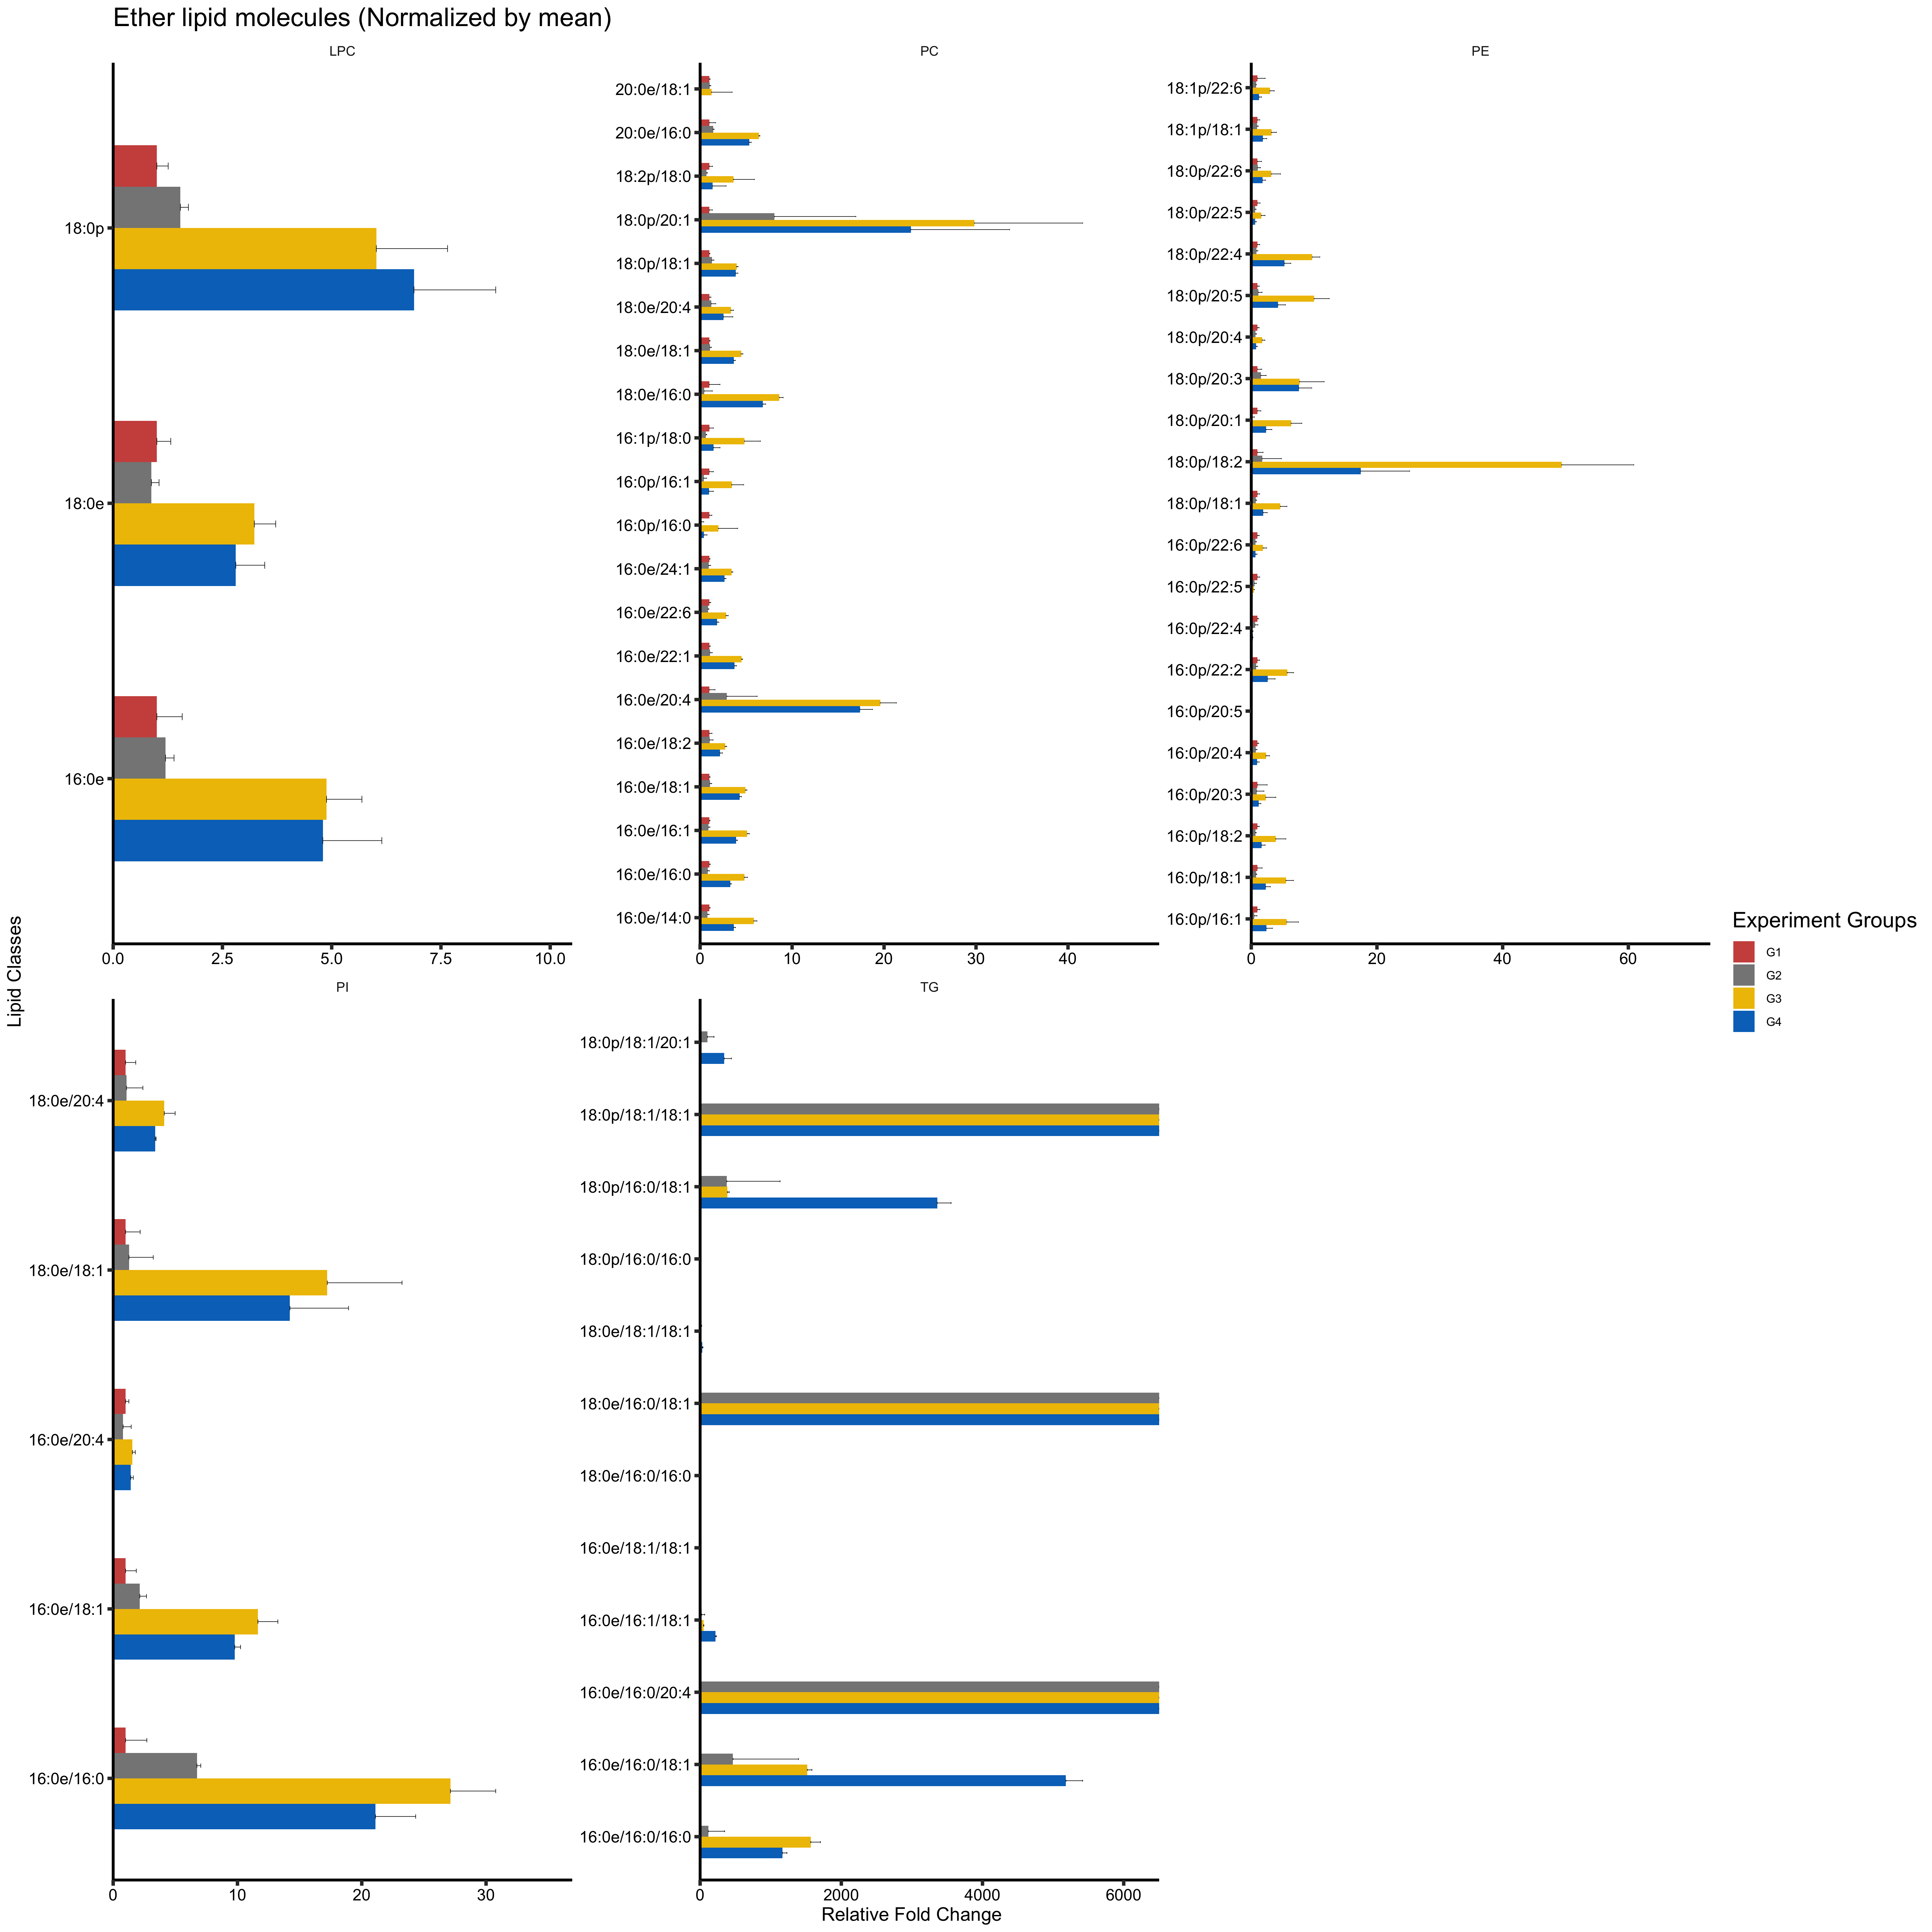 Ether lipid molecules (Normalized by mean)
LPC
18:0p
18:0e
16:0e
0.0 2.5 5.0 7.5 10.0
PC
20:0e/18:1
20:0e/16:0
18:2p/18:0
18:0p/20:1
18:0p/18:1
18:0e/20:4
18:0e/18:1
18:0e/16:0
16:1p/18:0
16:0p/16:1
16:0p/16:0
16:0e/24:1
16:0e/22:6
16:0e/22:1
16:0e/20:4
16:0e/18:2
16:0e/18:1
16:0e/16:1
16:0e/16:0
16:0e/14:0
0 10 20 30 40
PE
18:1p/22:6
18:1p/18:1
18:0p/22:6
18:0p/22:5
18:0p/22:4
18:0p/20:5
18:0p/20:4
18:0p/20:3
18:0p/20:1
18:0p/18:2
18:0p/18:1
16:0p/22:6
16:0p/22:5
16:0p/22:4
16:0p/22:2
16:0p/20:5
16:0p/20:4
16:0p/20:3
16:0p/18:2
16:0p/18:1
16:0p/16:1
0 20 40 60
Lipid Classes
PI
18:0e/20:4
18:0e/18:1
16:0e/20:4
16:0e/18:1
16:0e/16:0
0 10 20 30
TG
18:0p/18:1/20:1
18:0p/18:1/18:1
18:0p/16:0/18:1
18:0p/16:0/16:0
18:0e/18:1/18:1
18:0e/16:0/18:1
18:0e/16:0/16:0
16:0e/18:1/18:1
16:0e/16:1/18:1
16:0e/16:0/20:4
16:0e/16:0/18:1
16:0e/16:0/16:0
0 2000 4000 6000
Relative Fold Change
Experiment Groups
G1
G2
G3
G4